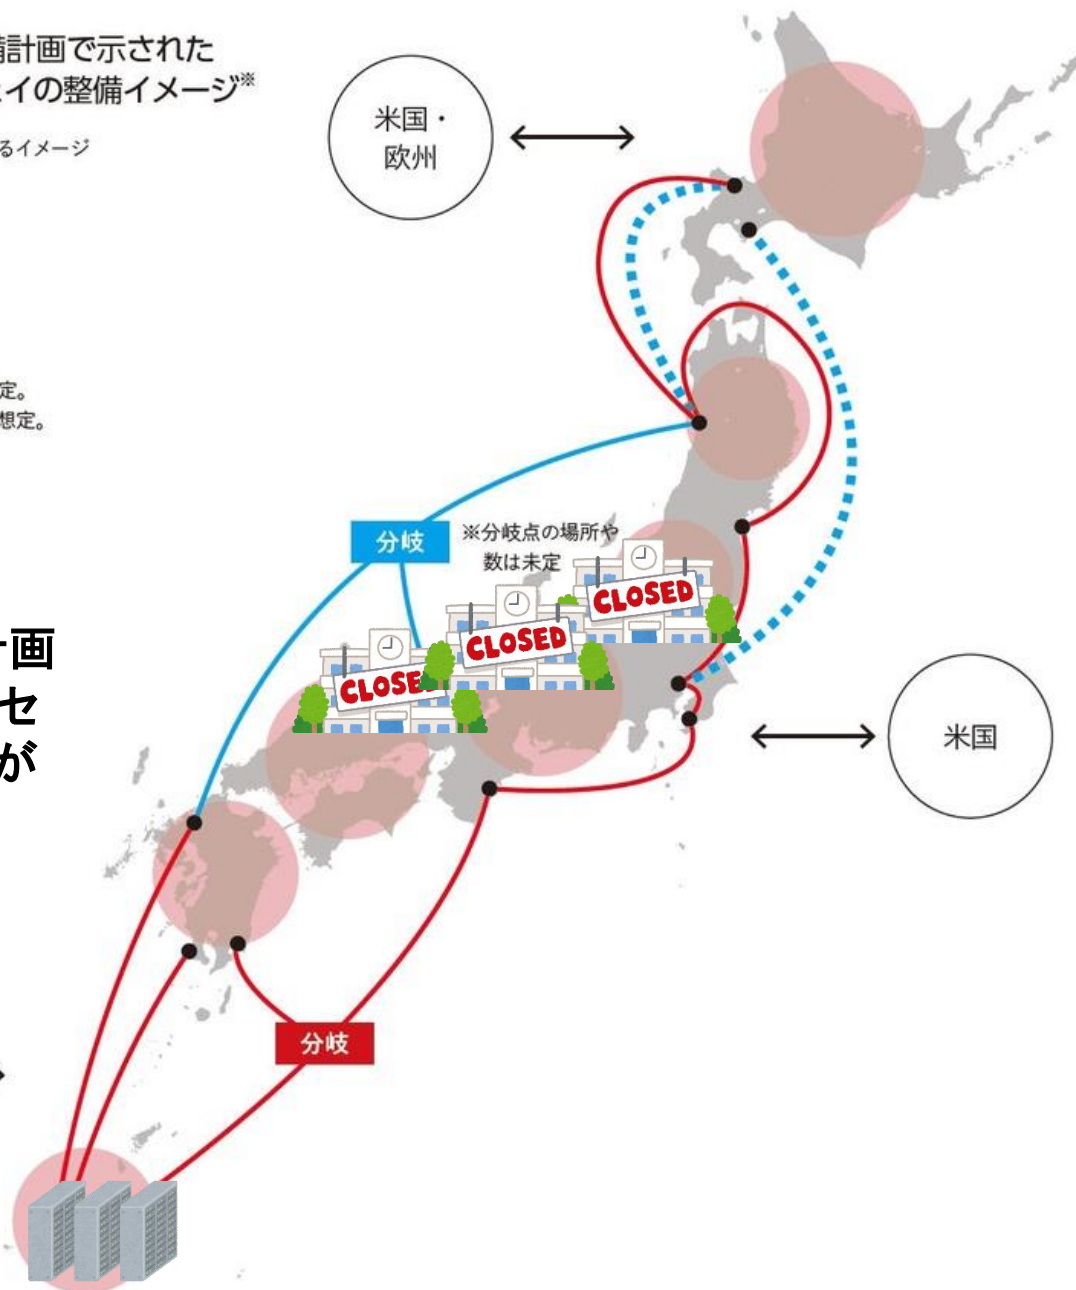 備計画で示された
ェイの整備イメージ※
るイメージ
米国・
欧州
定。
想定。
分岐
※分岐点の場所や
数は未定
CLOSED
CLOSED
CLOSE
計画
セ
が
米国
分岐